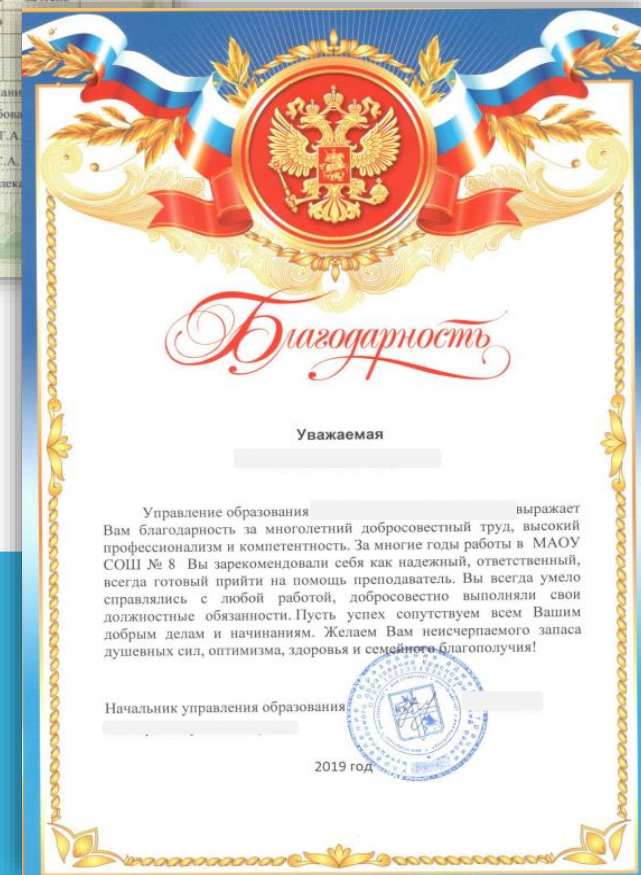 Т.А.
Благодарность
Уважаемая
Управление образования выражает
Вам благодарность за многолетний добросовестный труд, высокий
профессионализм и компетентность. За многие годы работы в МАОУ
СОШ № 8 Вы зарекомендовали себя как надежный, ответственный,
всегда готовый прийти на помощь преподаватель. Вы всегда умело
справлялись с любой работой, добросовестно выполняли свои
должностные обязанности. Пусть успех сопутствуем всем Вашим
добрым делам и начинаниям. Желаем Вам неисчерпаемого запаса
душевных сил, оптимизма, здоровья и семейного благополучия!
Начальник управления образования
2019 год